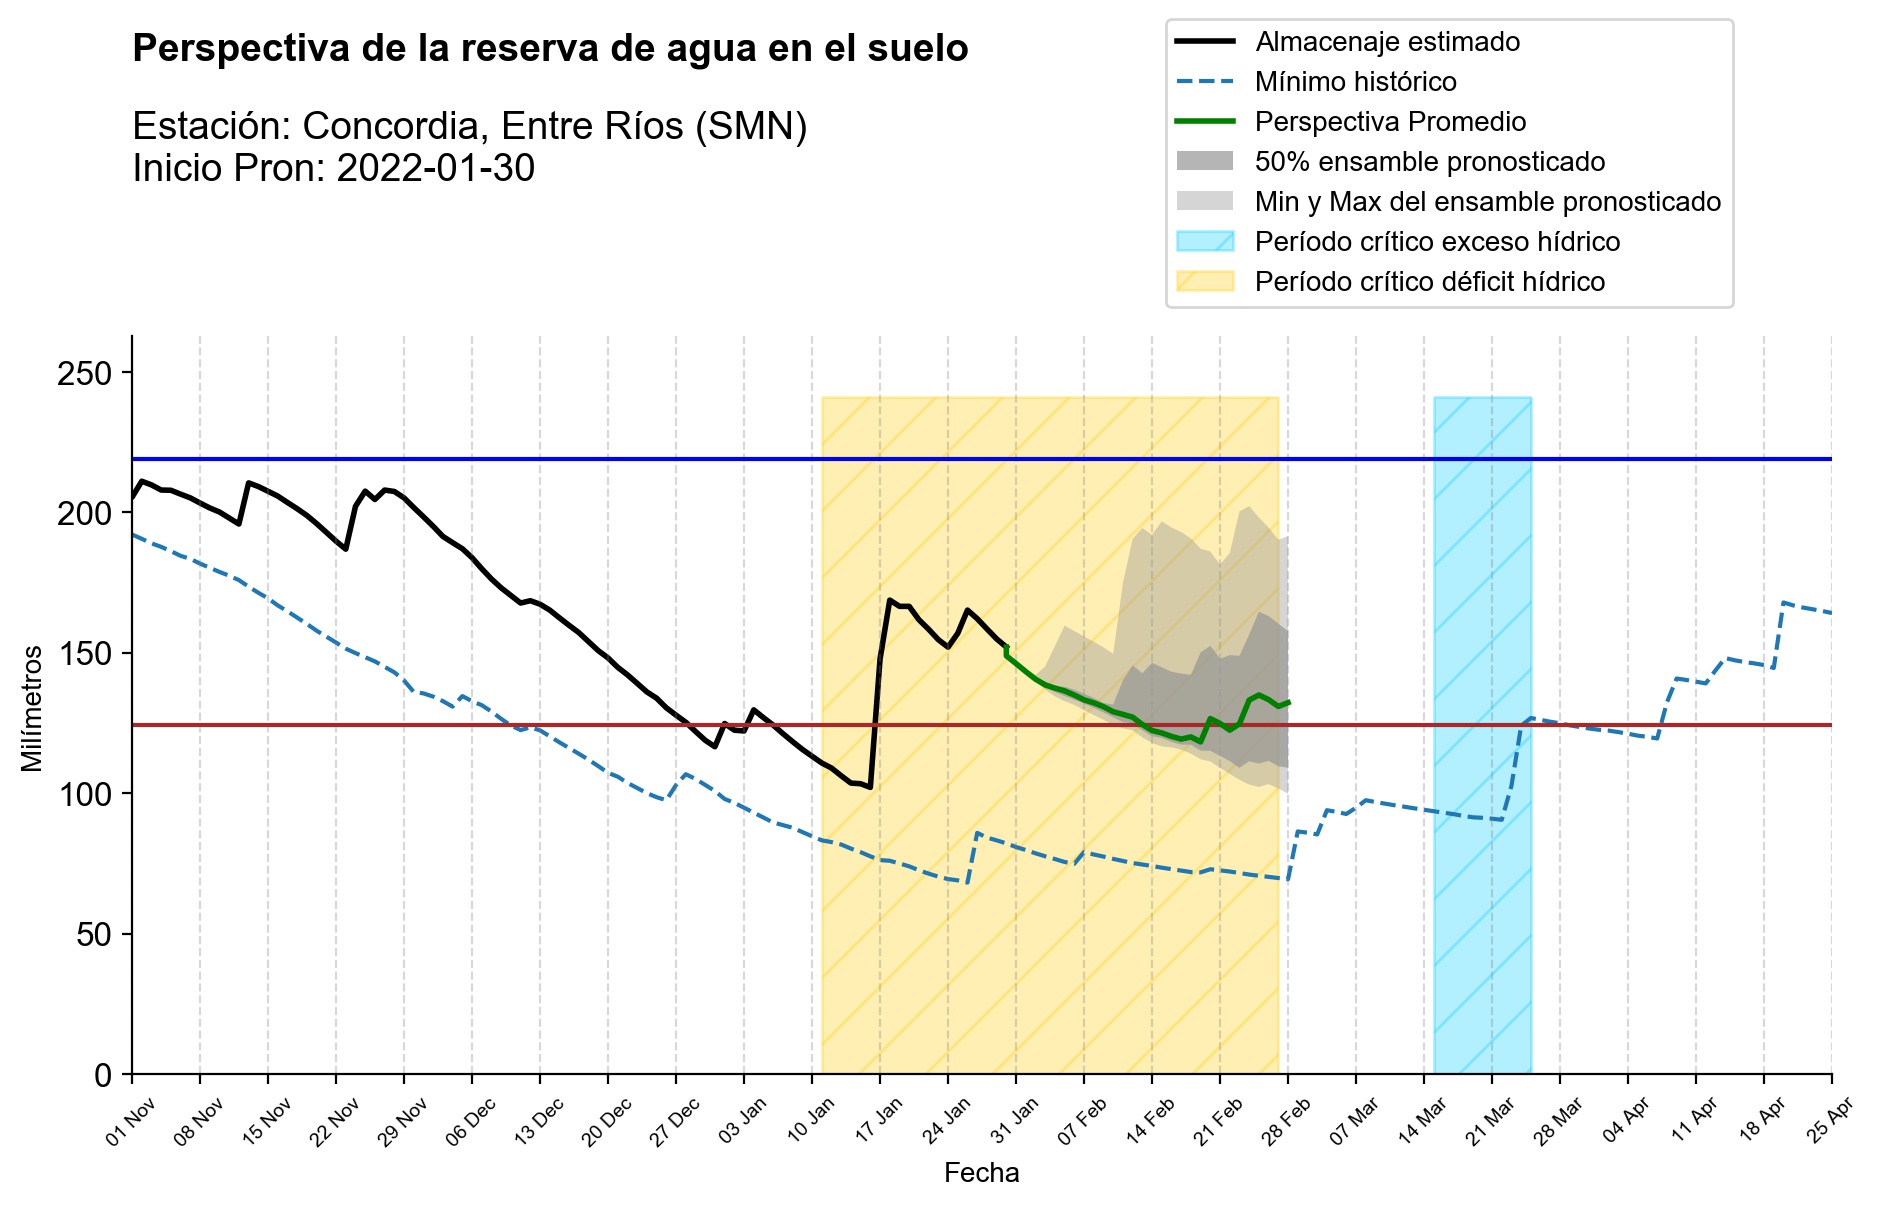 Perspectiva de la reserva de agua en el suelo
Estación: Concordia, Entre Ríos (SMN)
Inicio Pron: 2022-01-30
Almacenaje estimado
Mínimo histórico
Perspectiva Promedio
50% ensamble pronosticado
Min y Max del ensamble pronosticado
Período crítico exceso hídrico
Período crítico déficit hídrico
Milímetros
250
200
150
100
50
0
01 Nov
08 Nov
15 Nov
22 Nov
29 Nov
06 Dec
13 Dec
20 Dec
27 Dec
03 Jan
10 Jan
17 Jan
24 Jan
31 Jan
07 Feb
14 Feb
21 Feb
28 Feb
07 Mar
14 Mar
21 Mar
28 Mar
04 Apr
11 Apr
18 Apr
25 Apr
Fecha